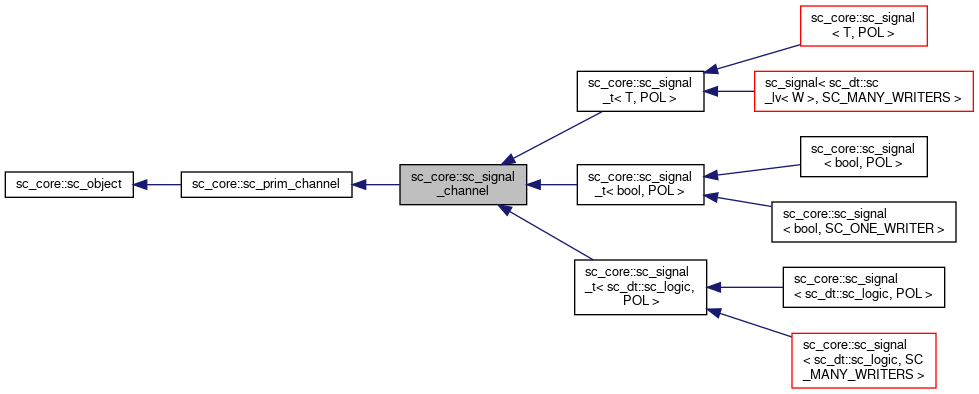 sc_core::sc_object
sc_core::sc_prim_channel
sc_core::sc_signal
_channel
sc_core::sc_signal
_t< T, POL >
sc_core::sc_signal
< T, POL >
sc_signal< sc_dt::sc
_lv< W >, SC_MANY_WRITERS >
sc_core::sc_signal
_t< bool, POL >
sc_core::sc_signal
< bool, POL >
sc_core::sc_signal
< bool, SC_ONE_WRITER >
sc_core::sc_signal
_t< sc_dt::sc_logic,
POL >
sc_core::sc_signal
< sc_dt::sc_logic, POL >
sc_core::sc_signal
< sc_dt::sc_logic, SC
_MANY_WRITERS >